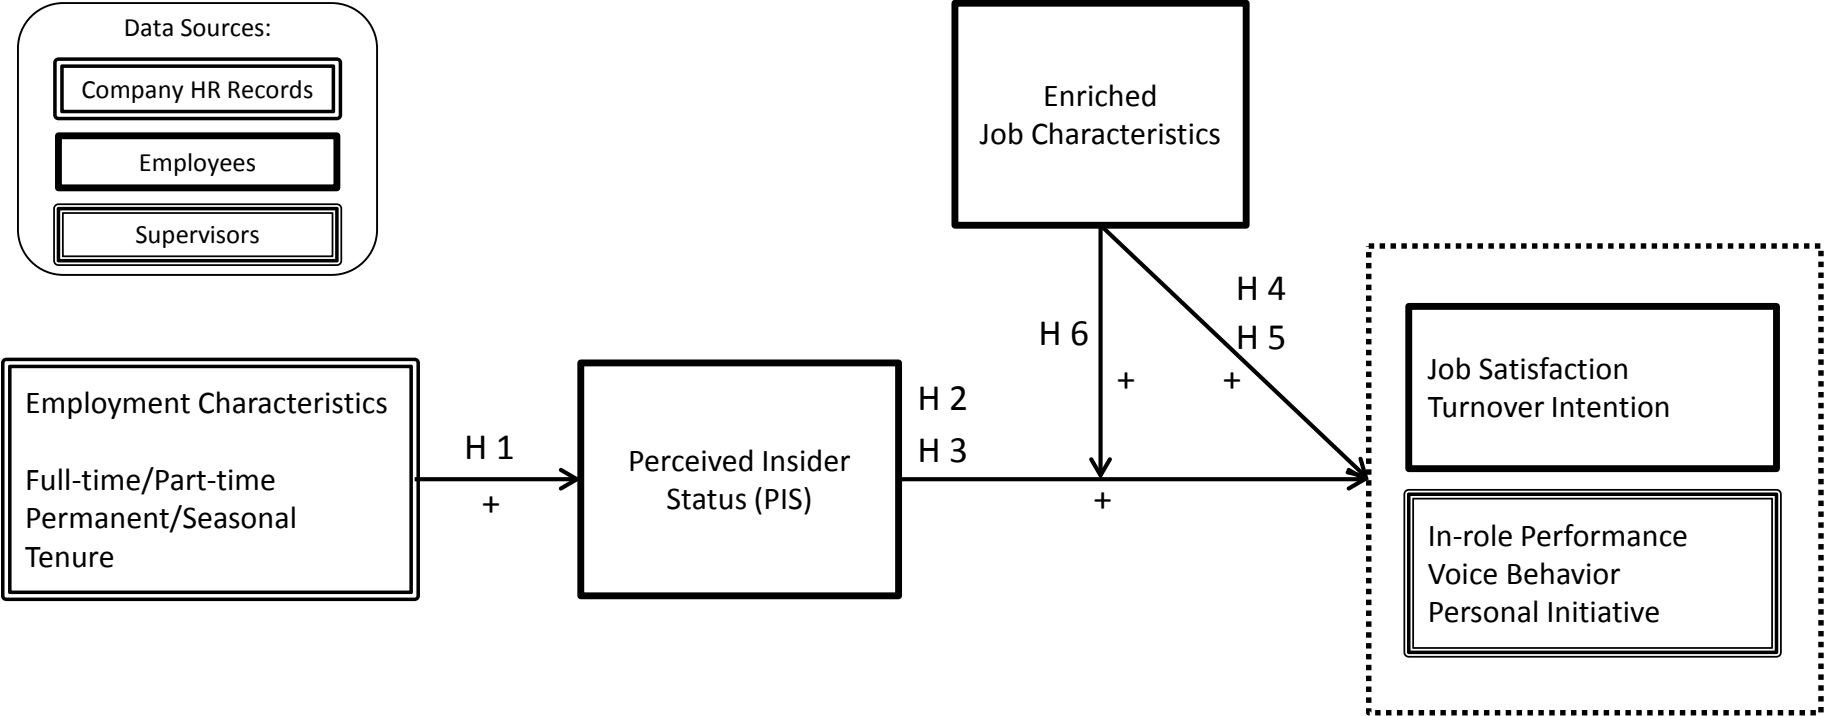 Data Sources:
Company HR Records
Employees
Supervisors
Enriched
Job Characteristics
H 4
H 5
H 6
+
+
Employment Characteristics
Full-time/Part-time
Permanent/Seasonal
Tenure
H 1
+
Perceived Insider
Status (PIS)
H 2
H 3
+
Job Satisfaction
Turnover Intention
In-role Performance
Voice Behavior
Personal Initiative